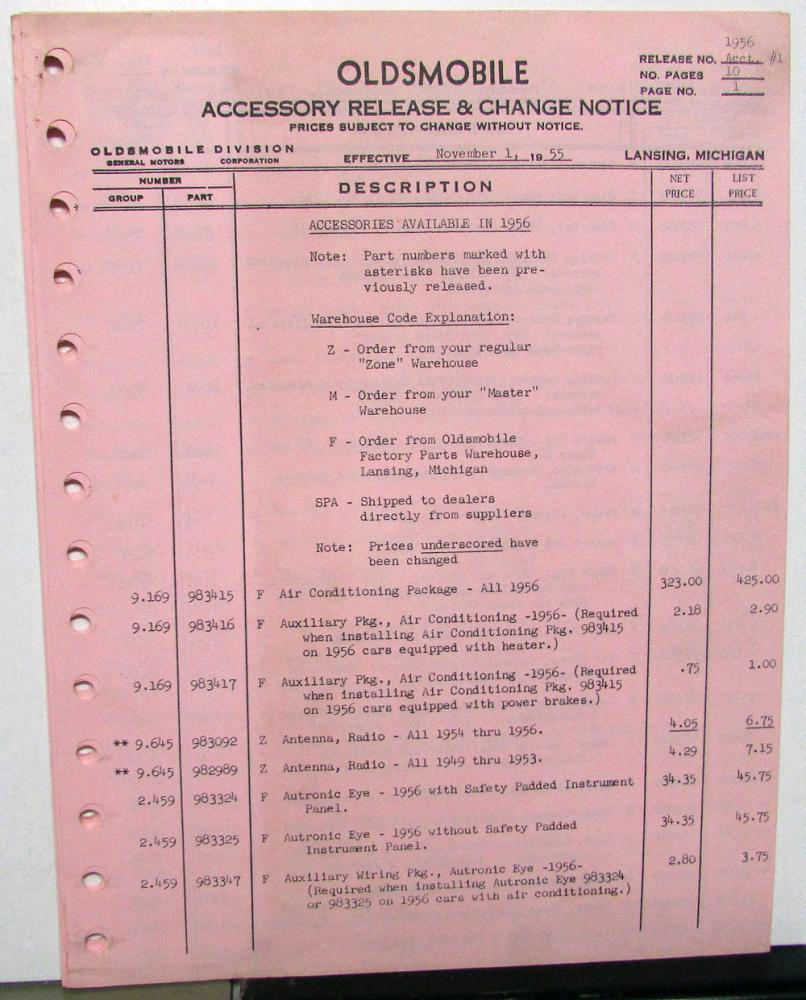 1956
OLDSMOBILE
RELEASE NO. Acct. #1
NO. PAGES 10
PAGE NO. 1
ACCESSORY RELEASE & CHANGE NOTICE
PRICES SUBJECT TO CHANGE WITHOUT NOTICE.
OLDSMOBILE DIVISION
GENERAL MOTORS CORPORATION
EFFECTIVE November 1, 19 55
LANSING, MICHIGAN
NUMBER
GROUP PART
DESCRIPTION
NET PRICE
LIST PRICE
ACCESSORIES AVAILABLE IN 1956
Note: Part numbers marked with
asterisks have been pre-
viously released.
Warehouse Code Explanation:
Z - Order from your regular
"Zone" Warehouse
M - Order from your "Master"
Warehouse
F - Order from Oldsmobile
Factory Parts Warehouse,
Lansing, Michigan
SPA - Shipped to dealers
directly from suppliers
Note: Prices underscored have
been changed
9.169 983415 F Air Conditioning Package - All 1956 323.00 425.00
9.169 983416 F Auxiliary Pkg., Air Conditioning -1956- (Required 2.18 2.90
when installing Air Conditioning Pkg. 983415
on 1956 cars equipped with heater.)
9.169 983417 F Auxiliary Pkg., Air Conditioning -1956- (Required .75 1.00
when installing Air Conditioning Pkg. 983415
on 1956 cars equipped with power brakes.)
** 9.645 983092 Z Antenna, Radio - All 1954 thru 1956. 4.05 6.75
** 9.645 982989 Z Antenna, Radio - All 1949 thru 1953. 4.29 7.15
2.459 983324 F Autronic Eye - 1956 with Safety Padded Instrument 34.35 45.75
Panel.
2.459 983325 F Autronic Eye - 1956 without Safety Padded 34.35 45.75
Instrument Panel.
2.459 983347 F Auxiliary Wiring Pkg., Autronic Eye -1956- 2.80 3.75
(Required when installing Autronic Eye 983324
or 983325 on 1956 cars with air conditioning.)